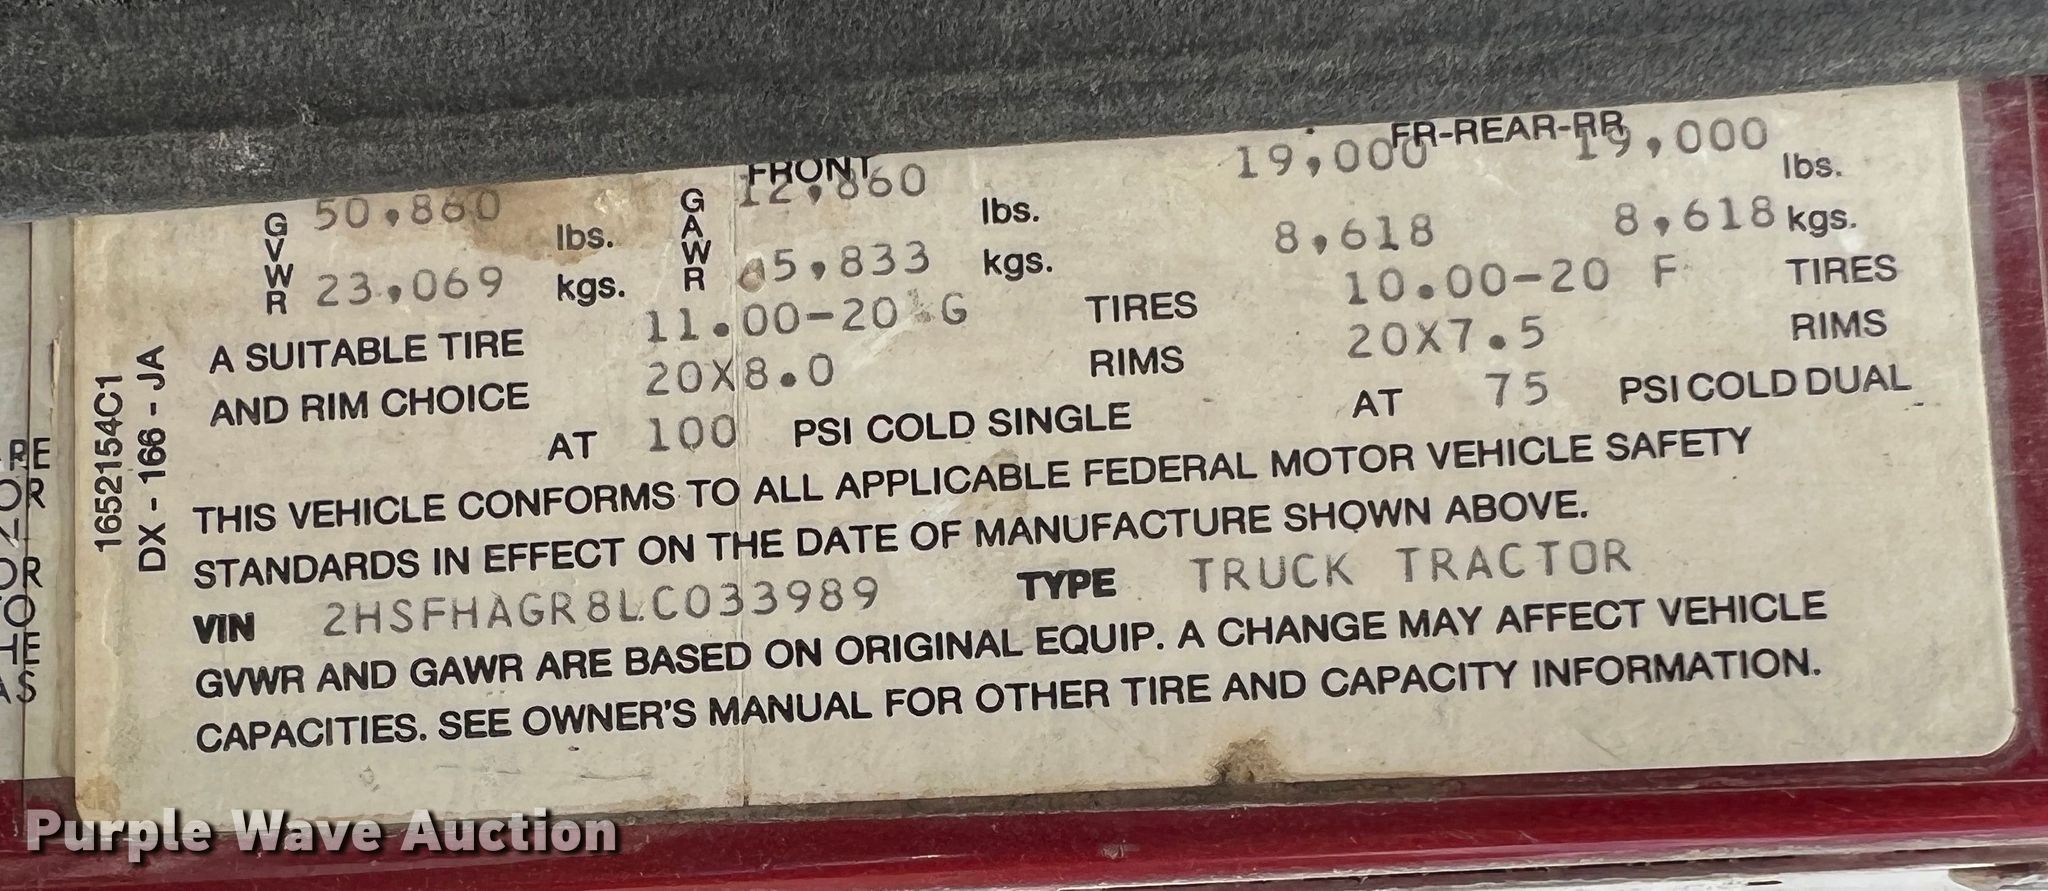 FRONT FR-REAR-RR
GVWR 50,860 lbs. GAWR 12,860 lbs. 19,000 19,000 lbs.
23,069 kgs. 5,833 kgs. 8,618 8,618 kgs.
A SUITABLE TIRE 11.00-20 G TIRES 10.00-20 F TIRES
AND RIM CHOICE 20X8.0 RIMS 20X7.5 RIMS
AT 100 PSI COLD SINGLE AT 75 PSI COLD DUAL
THIS VEHICLE CONFORMS TO ALL APPLICABLE FEDERAL MOTOR VEHICLE SAFETY
STANDARDS IN EFFECT ON THE DATE OF MANUFACTURE SHOWN ABOVE.
VIN 2HSFHAGR8LC033989 TYPE TRUCK TRACTOR
GVWR AND GAWR ARE BASED ON ORIGINAL EQUIP. A CHANGE MAY AFFECT VEHICLE
CAPACITIES. SEE OWNER'S MANUAL FOR OTHER TIRE AND CAPACITY INFORMATION.
1652154C1
DX - 166 - JA
Purple Wave Auction